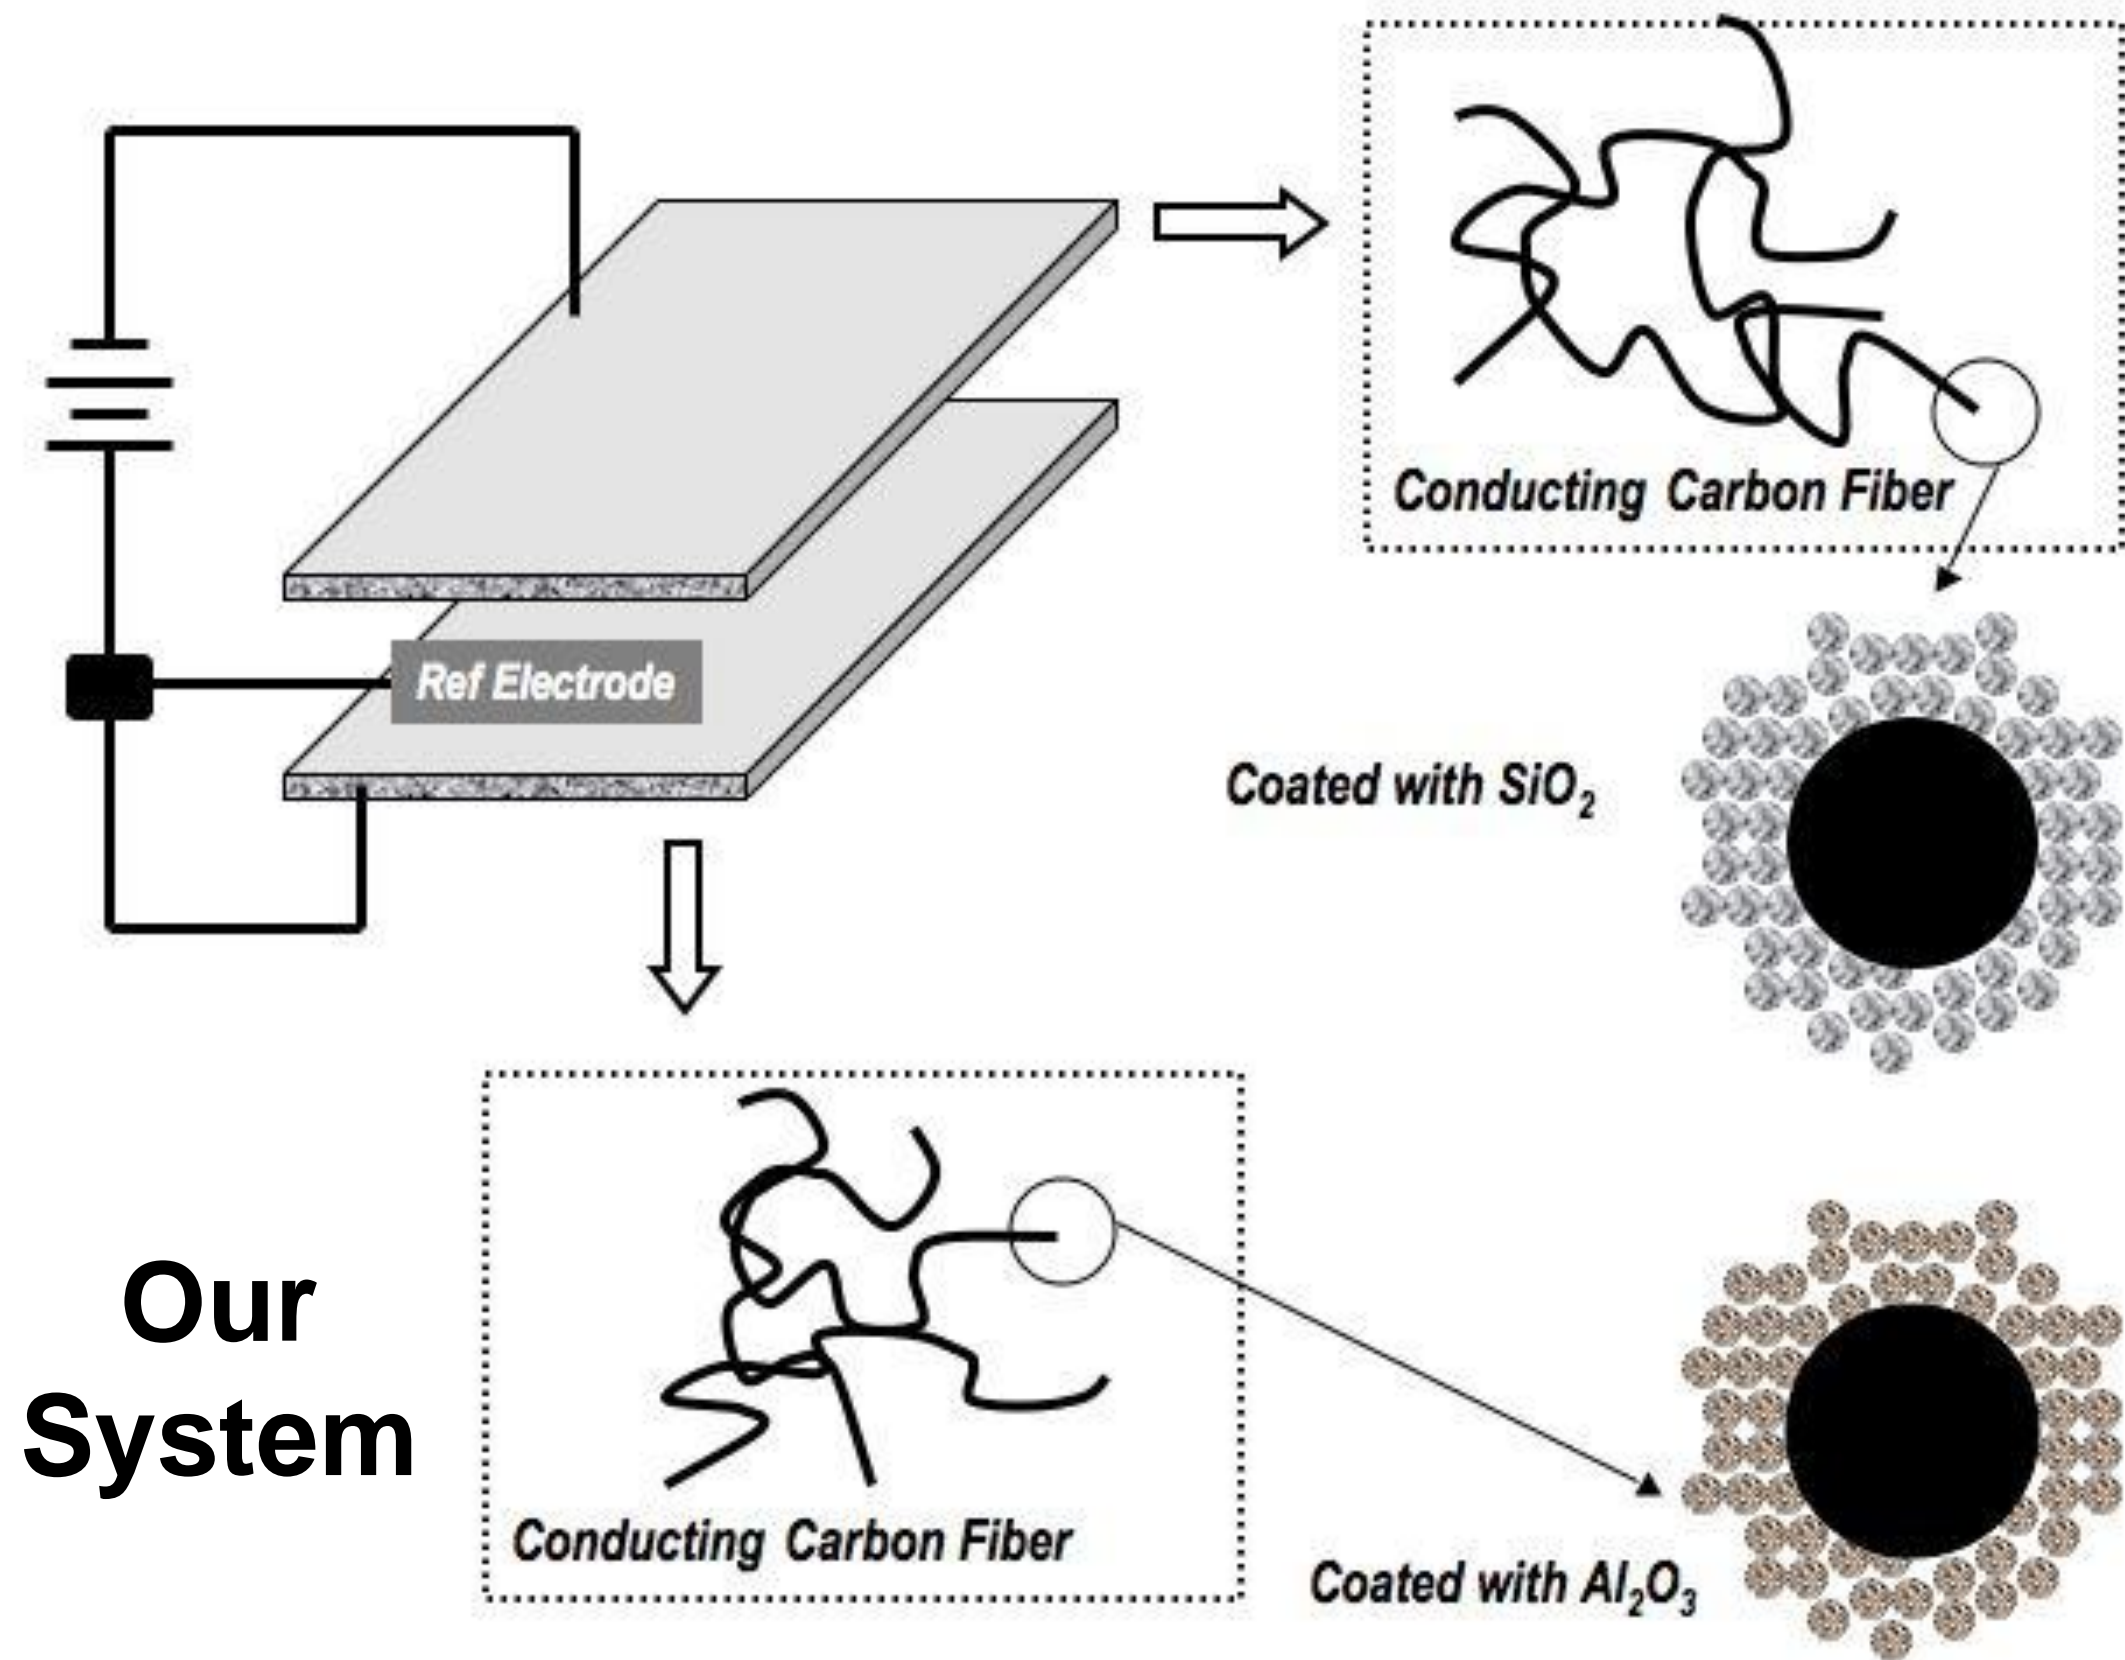 Conducting Carbon Fiber
Ref Electrode
Coated with SiO₂
Our
System
Conducting Carbon Fiber
Coated with Al₂O₃